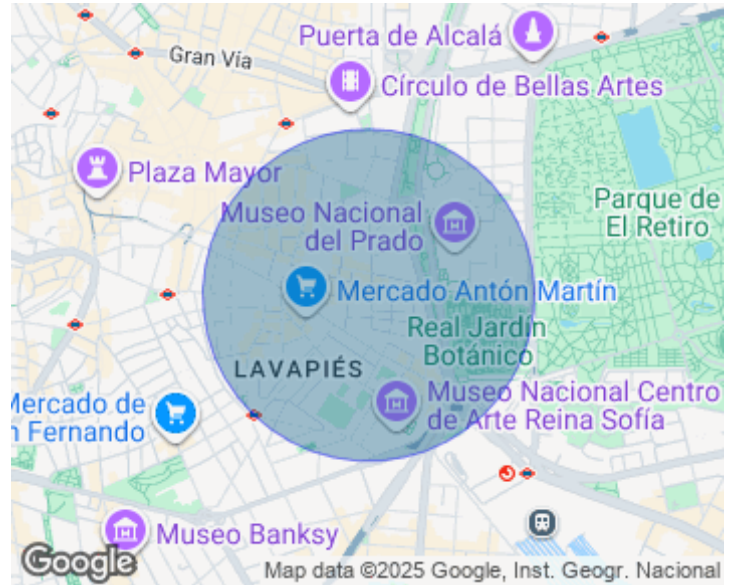 Puerta de Alcalá
Gran Vía
Círculo de Bellas Artes
Plaza Mayor
Museo Nacional
del Prado
Parque de
El Retiro
Mercado Antón Martín
Real Jardín
Botánico
LAVAPIÉS
Mercado de
n Fernando
Museo Nacional Centro
de Arte Reina Sofía
Museo Banksy
Google
Map data ©2025 Google, Inst. Geogr. Nacional